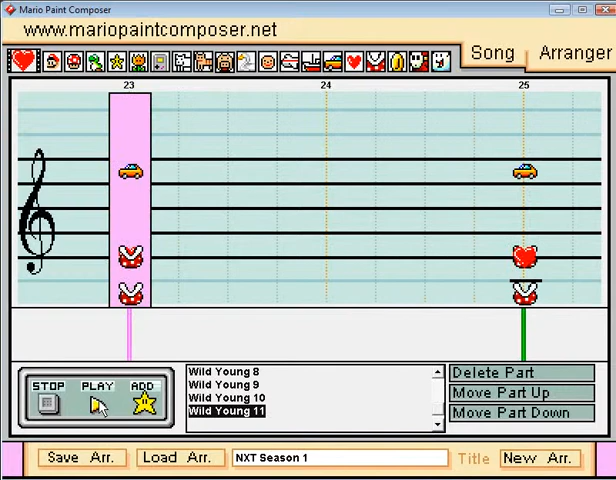 Mario Paint Composer
www.mariopaintcomposer.net
Song
Arranger
23
24
25
STOP
PLAY
ADD
Wild Young 8
Wild Young 9
Wild Young 10
Wild Young 11
Delete Part
Move Part Up
Move Part Down
Save Arr.
Load Arr.
NXT Season 1
Title
New Arr.